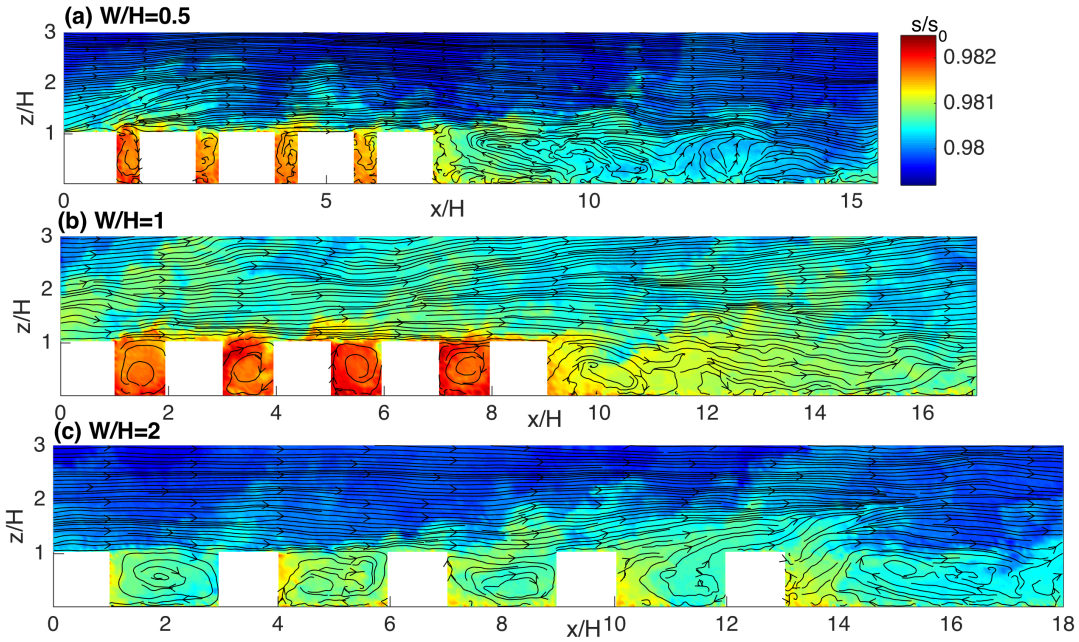 (a) W/H=0.5
s/s0
3
2
1
z/H
0.982
0.981
0.98
0 5 10 15
x/H
(b) W/H=1
3
2
1
z/H
0 2 4 6 8 10 12 14 16
x/H
(c) W/H=2
3
2
1
z/H
0 2 4 6 8 10 12 14 16 18
x/H